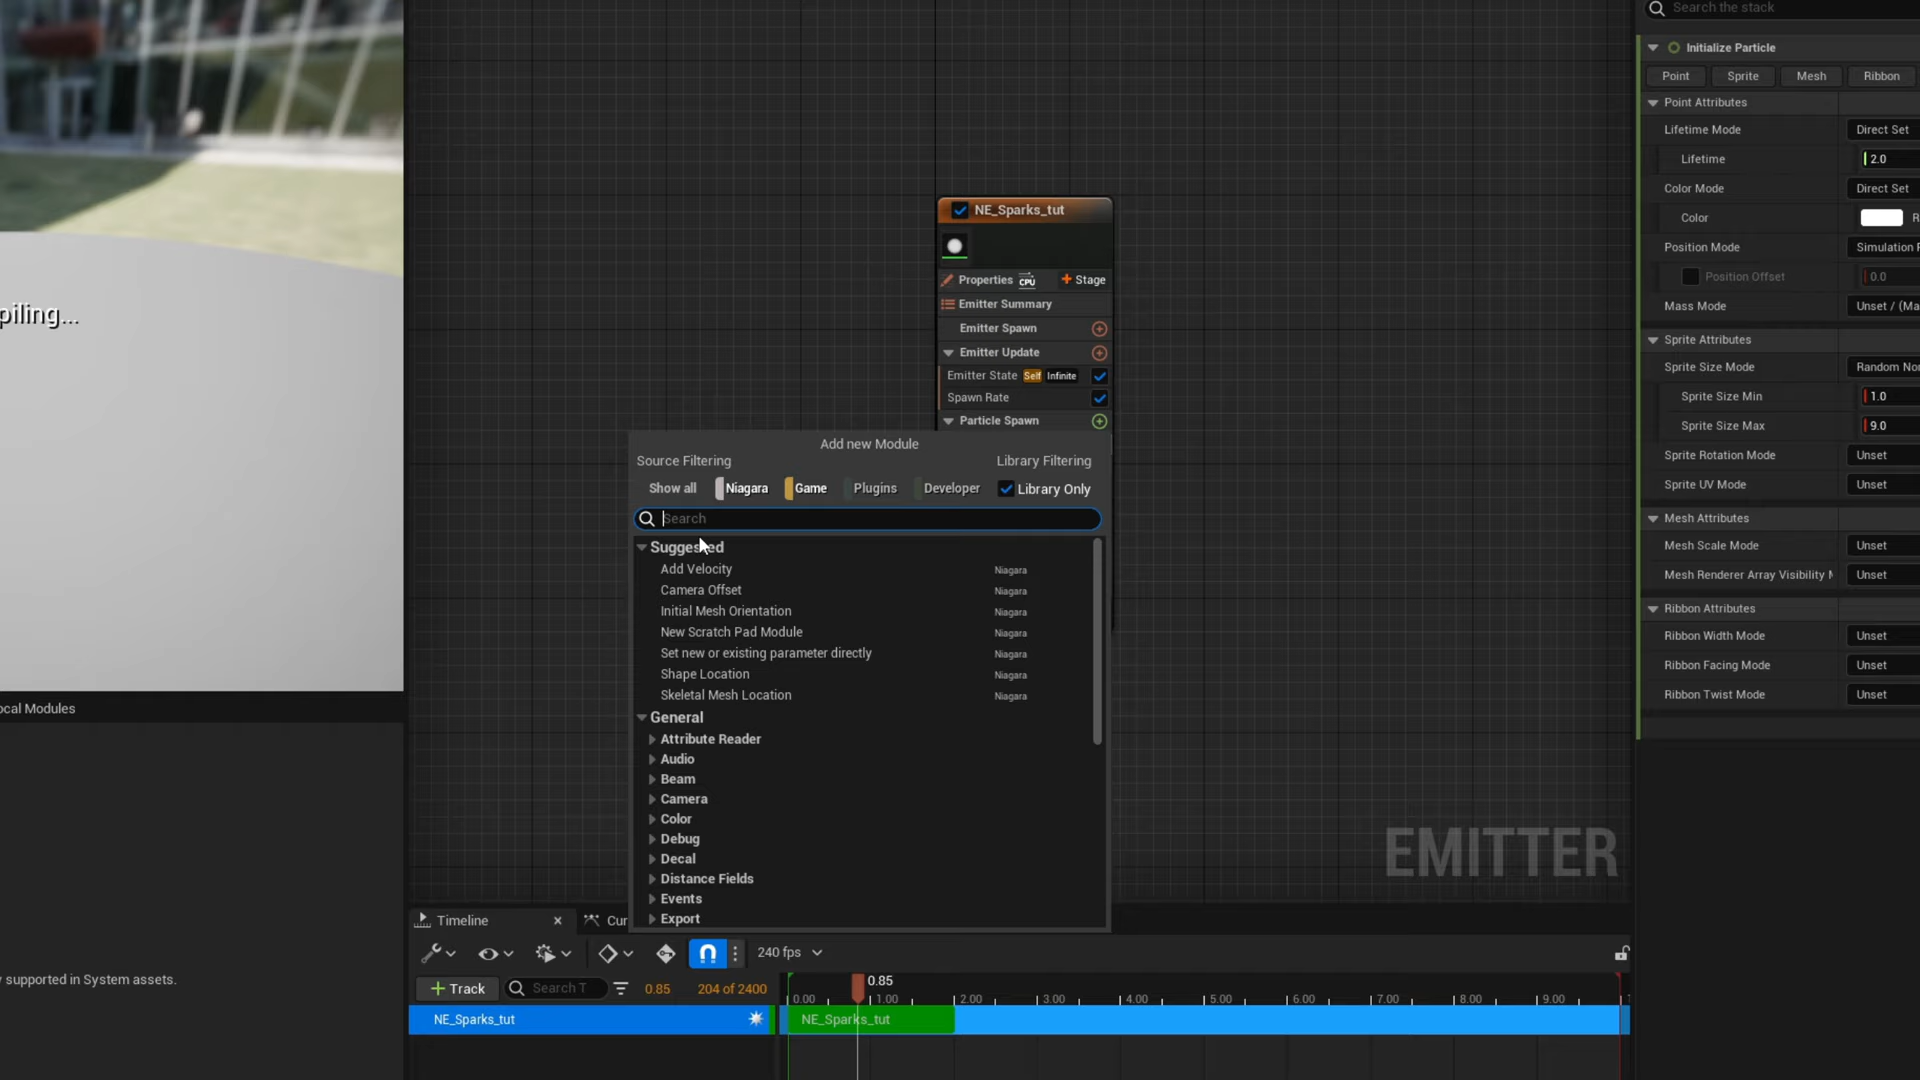 piling...
ocal Modules
y supported in System assets.
NE_Sparks_tut
Properties CPU + Stage
Emitter Summary
Emitter Spawn
Emitter Update
Emitter State Self Infinite
Spawn Rate
Particle Spawn
Add new Module
Source Filtering Library Filtering
Show all Niagara Game Plugins Developer Library Only
Search
Suggested
Add Velocity Niagara
Camera Offset Niagara
Initial Mesh Orientation Niagara
New Scratch Pad Module Niagara
Set new or existing parameter directly Niagara
Shape Location Niagara
Skeletal Mesh Location Niagara
General
Attribute Reader
Audio
Beam
Camera
Color
Debug
Decal
Distance Fields
Events
Export
EMITTER
Search the stack
Initialize Particle
Point Sprite Mesh Ribbon
Point Attributes
Lifetime Mode Direct Set
Lifetime 2.0
Color Mode Direct Set
Color R
Position Mode Simulation P
Position Offset 0.0
Mass Mode Unset / (Ma
Sprite Attributes
Sprite Size Mode Random No
Sprite Size Min 1.0
Sprite Size Max 9.0
Sprite Rotation Mode Unset
Sprite UV Mode Unset
Mesh Attributes
Mesh Scale Mode Unset
Mesh Renderer Array Visibility M Unset
Ribbon Attributes
Ribbon Width Mode Unset
Ribbon Facing Mode Unset
Ribbon Twist Mode Unset
Timeline × Cur
240 fps
+ Track Search T 0.85 204 of 2400
0.85
0.00 1.00 2.00 3.00 4.00 5.00 6.00 7.00 8.00 9.00
NE_Sparks_tut NE_Sparks_tut